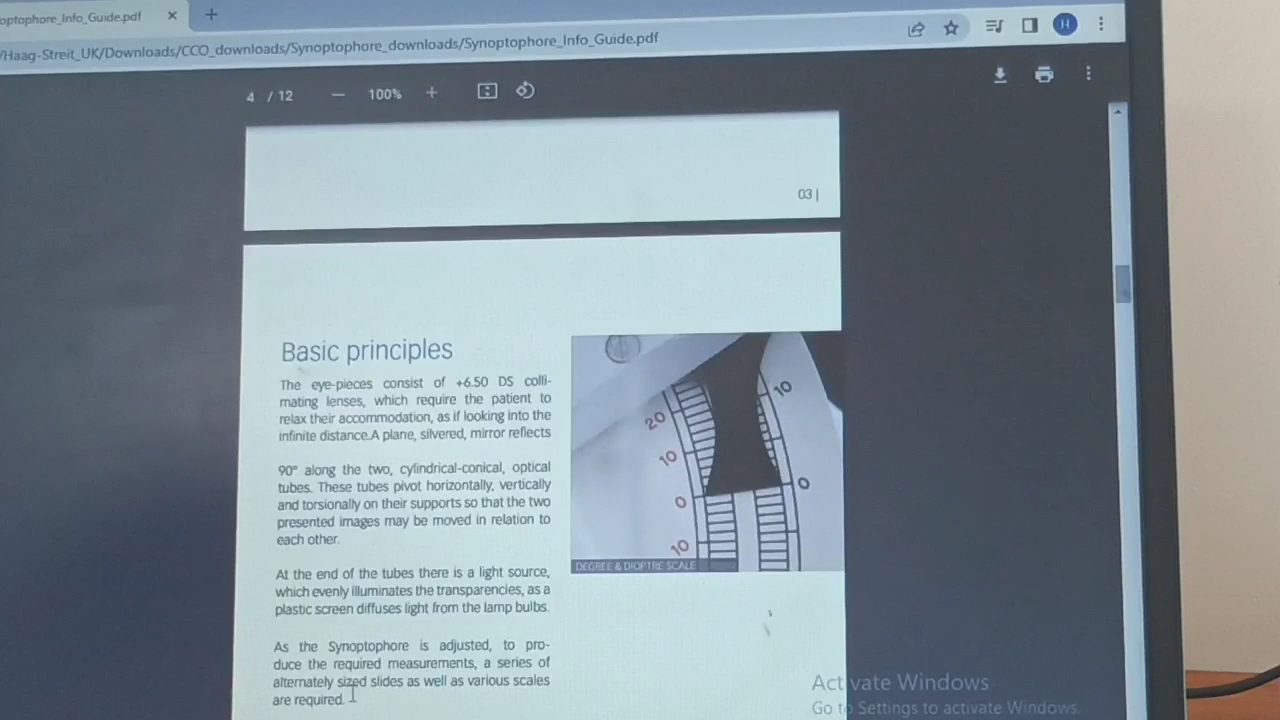 optophore_Info_Guide.pdf
/Haag-Streit_UK/Downloads/CCO_downloads/Synoptophore_downloads/Synoptophore_Info_Guide.pdf
H
4 / 12
100%
03 |
Basic principles
The eye-pieces consist of +6.50 DS colli-
mating lenses, which require the patient to
relax their accommodation, as if looking into the
infinite distance.A plane, silvered, mirror reflects
90° along the two, cylindrical-conical, optical
tubes. These tubes pivot horizontally, vertically
and torsionally on their supports so that the two
presented images may be moved in relation to
each other.
At the end of the tubes there is a light source,
which evenly illuminates the transparencies, as a
plastic screen diffuses light from the lamp bulbs.
As the Synoptophore is adjusted, to pro-
duce the required measurements, a series of
alternately sized slides as well as various scales
are required.
20
10
0
10
10
0
DEGREE & DIOPTRE SCALE
Activate Windows
Go to Settings to activate Windows.